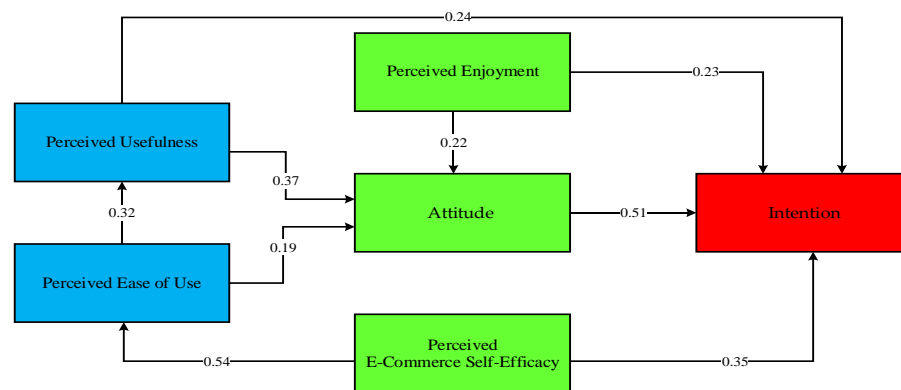 0.24
Perceived Enjoyment
0.23
Perceived Usefulness
0.22
0.37
Attitude
0.51
Intention
0.32
0.19
Perceived Ease of Use
Perceived
E-Commerce Self-Efficacy
0.54
0.35